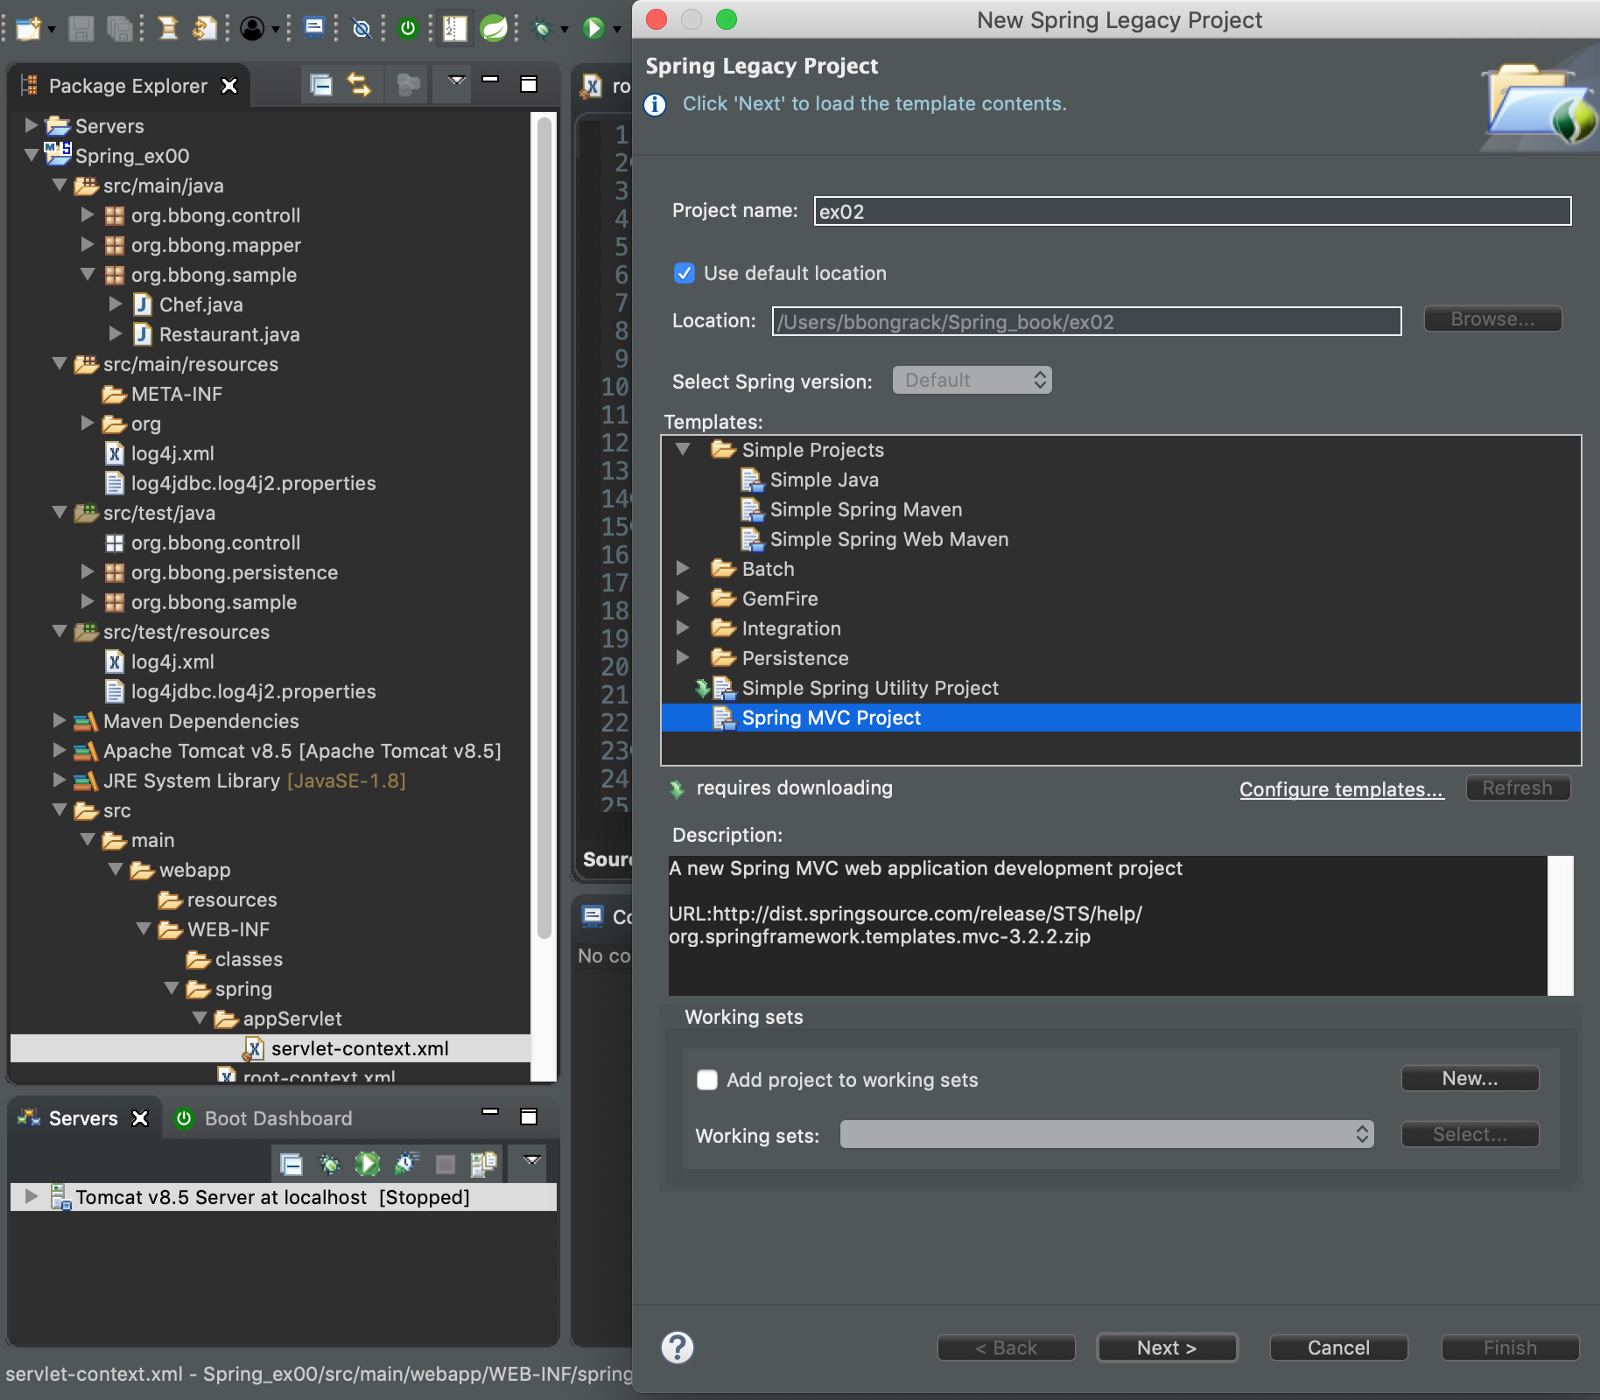 New Spring Legacy Project
Spring Legacy Project
Click 'Next' to load the template contents.
Package Explorer
ro
Servers
Spring_ex00
src/main/java
org.bbong.controll
org.bbong.mapper
org.bbong.sample
Chef.java
Restaurant.java
src/main/resources
META-INF
org
log4j.xml
log4jdbc.log4j2.properties
src/test/java
org.bbong.controll
org.bbong.persistence
org.bbong.sample
src/test/resources
log4j.xml
log4jdbc.log4j2.properties
Maven Dependencies
Apache Tomcat v8.5 [Apache Tomcat v8.5]
JRE System Library [JavaSE-1.8]
src
main
webapp
resources
WEB-INF
classes
spring
appServlet
servlet-context.xml
root-context.xml
1
2
3
4
5
6
7
8
9
10
11
12
13
14
15
16
17
18
19
20
21
22
23
24
25
Sour
Co
No co
Project name: ex02
Use default location
Location: /Users/bbongrack/Spring_book/ex02 Browse...
Select Spring version: Default
Templates:
Simple Projects
Simple Java
Simple Spring Maven
Simple Spring Web Maven
Batch
GemFire
Integration
Persistence
Simple Spring Utility Project
Spring MVC Project
requires downloading Configure templates... Refresh
Description:
A new Spring MVC web application development project
URL:http://dist.springsource.com/release/STS/help/
org.springframework.templates.mvc-3.2.2.zip
Working sets
Add project to working sets New...
Working sets: Select...
Servers Boot Dashboard
Tomcat v8.5 Server at localhost [Stopped]
? < Back Next > Cancel Finish
servlet-context.xml - Spring_ex00/src/main/webapp/WEB-INF/spring